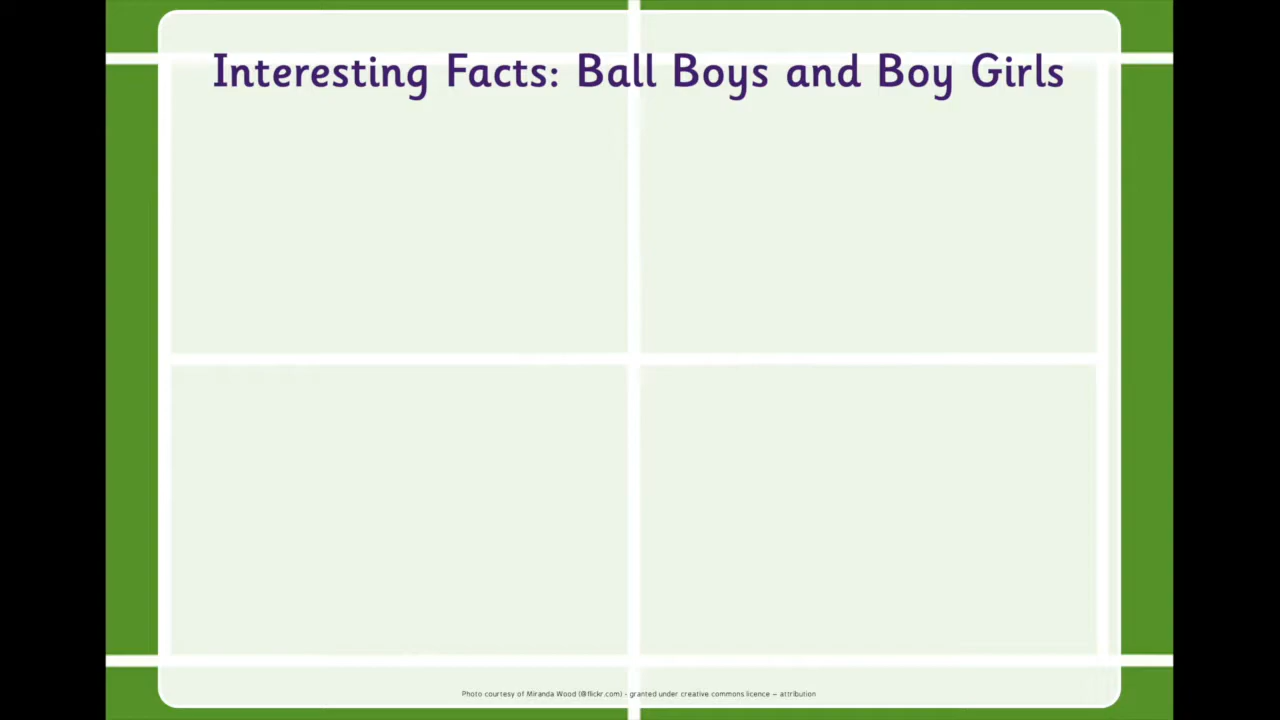 Interesting Facts: Ball Boys and Boy Girls
Photo courtesy of Miranda Wood (@flickr.com) - granted under creative commons licence – attribution